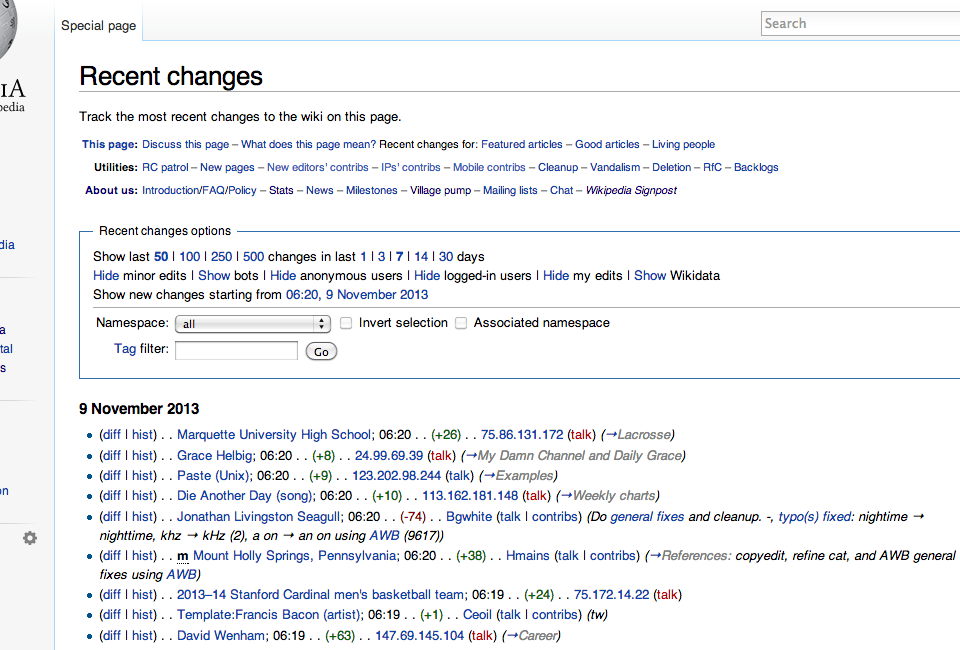 Special page
Search
IA
pedia
Recent changes
Track the most recent changes to the wiki on this page.
This page: Discuss this page – What does this page mean? Recent changes for: Featured articles – Good articles – Living people
Utilities: RC patrol – New pages – New editors' contribs – IPs' contribs – Mobile contribs – Cleanup – Vandalism – Deletion – RfC – Backlogs
About us: Introduction/FAQ/Policy – Stats – News – Milestones – Village pump – Mailing lists – Chat – Wikipedia Signpost
dia
a
tal
s
on
Recent changes options
Show last 50 | 100 | 250 | 500 changes in last 1 | 3 | 7 | 14 | 30 days
Hide minor edits | Show bots | Hide anonymous users | Hide logged-in users | Hide my edits | Show Wikidata
Show new changes starting from 06:20, 9 November 2013
Namespace: all Invert selection Associated namespace
Tag filter: Go
9 November 2013
• (diff | hist) . . Marquette University High School; 06:20 . . (+26) . . 75.86.131.172 (talk) (→Lacrosse)
• (diff | hist) . . Grace Helbig; 06:20 . . (+8) . . 24.99.69.39 (talk) (→My Damn Channel and Daily Grace)
• (diff | hist) . . Paste (Unix); 06:20 . . (+9) . . 123.202.98.244 (talk) (→Examples)
• (diff | hist) . . Die Another Day (song); 06:20 . . (+10) . . 113.162.181.148 (talk) (→Weekly charts)
• (diff | hist) . . Jonathan Livingston Seagull; 06:20 . . (-74) . . Bgwhite (talk | contribs) (Do general fixes and cleanup. -, typo(s) fixed: nightime →
nighttime, khz → kHz (2), a on → an on using AWB (9617))
• (diff | hist) . . m Mount Holly Springs, Pennsylvania; 06:20 . . (+38) . . Hmains (talk | contribs) (→References: copyedit, refine cat, and AWB general
fixes using AWB)
• (diff | hist) . . 2013–14 Stanford Cardinal men's basketball team; 06:19 . . (+24) . . 75.172.14.22 (talk)
• (diff | hist) . . Template:Francis Bacon (artist); 06:19 . . (+1) . . Ceoil (talk | contribs) (tw)
• (diff | hist) . . David Wenham; 06:19 . . (+63) . . 147.69.145.104 (talk) (→Career)